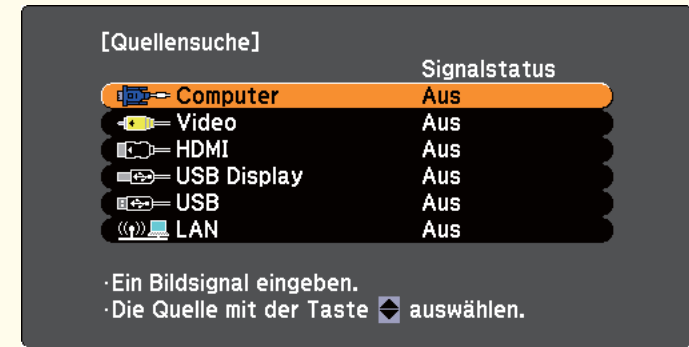 [Quellensuche]
Signalstatus
Computer Aus
Video Aus
HDMI Aus
USB Display Aus
USB Aus
LAN Aus
·Ein Bildsignal eingeben.
·Die Quelle mit der Taste auswählen.